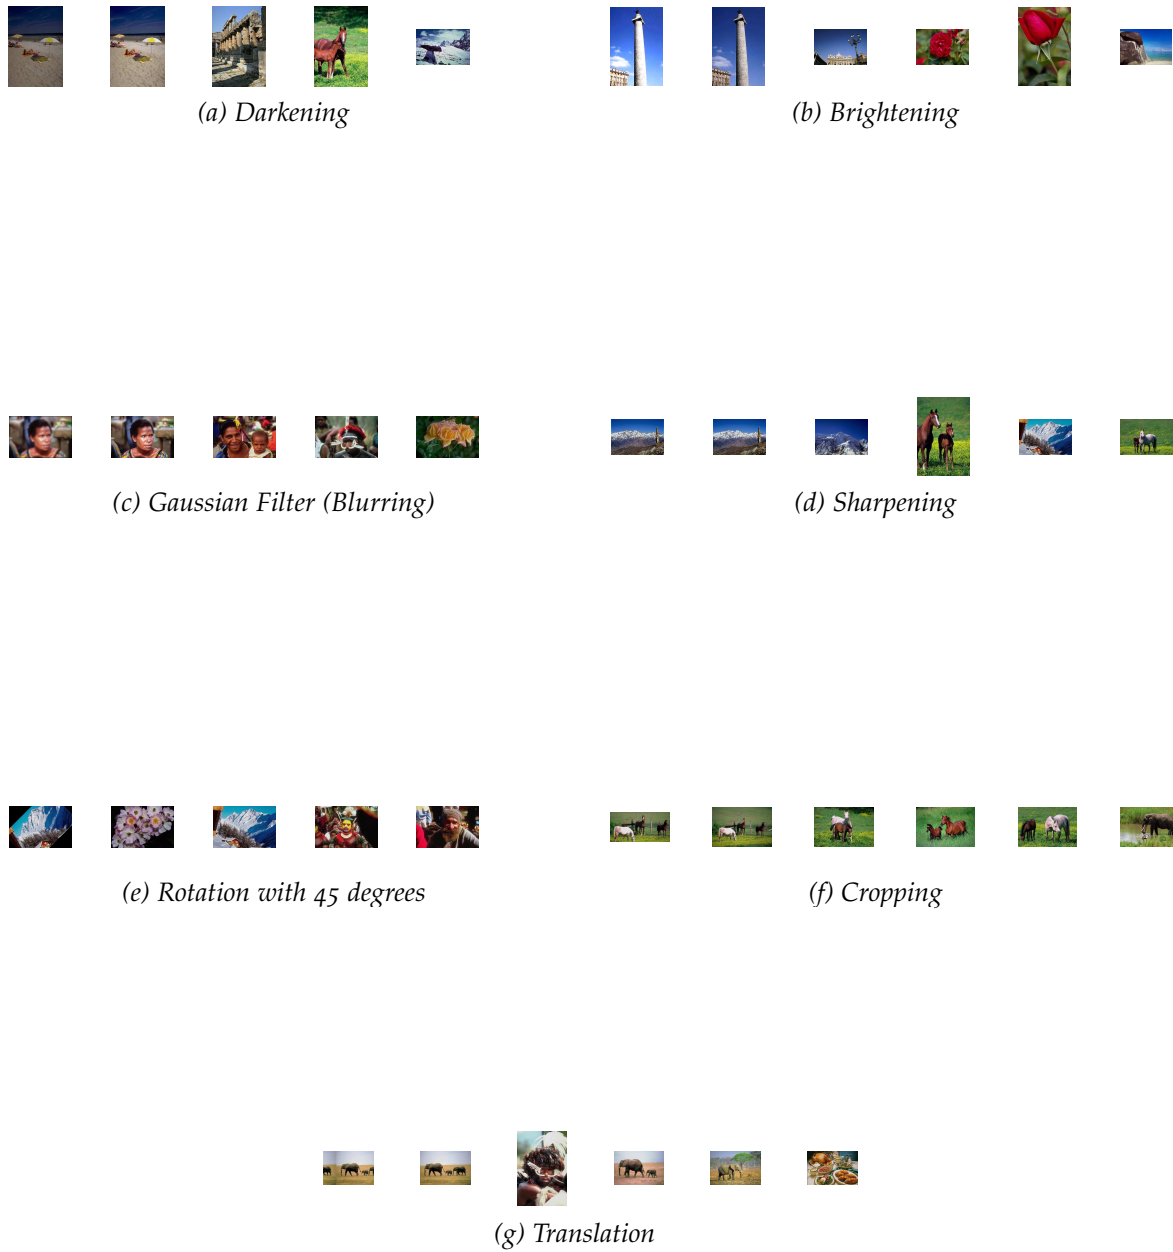 (a) Darkening
(b) Brightening
(c) Gaussian Filter (Blurring)
(d) Sharpening
(e) Rotation with 45 degrees
(f) Cropping
(g) Translation